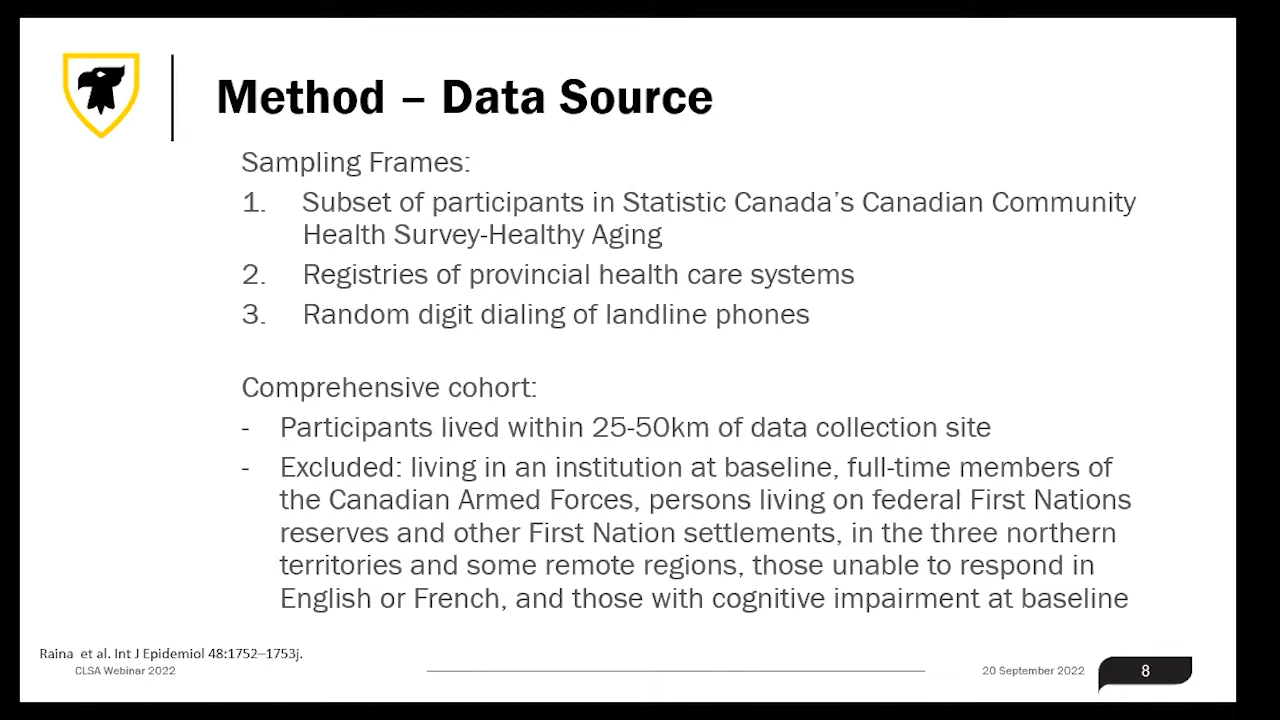 Method – Data Source
Sampling Frames:
1. Subset of participants in Statistic Canada's Canadian Community
Health Survey-Healthy Aging
2. Registries of provincial health care systems
3. Random digit dialing of landline phones
Comprehensive cohort:
- Participants lived within 25-50km of data collection site
- Excluded: living in an institution at baseline, full-time members of
the Canadian Armed Forces, persons living on federal First Nations
reserves and other First Nation settlements, in the three northern
territories and some remote regions, those unable to respond in
English or French, and those with cognitive impairment at baseline
Raina et al. Int J Epidemiol 48:1752–1753j.
CLSA Webinar 2022
20 September 2022
8